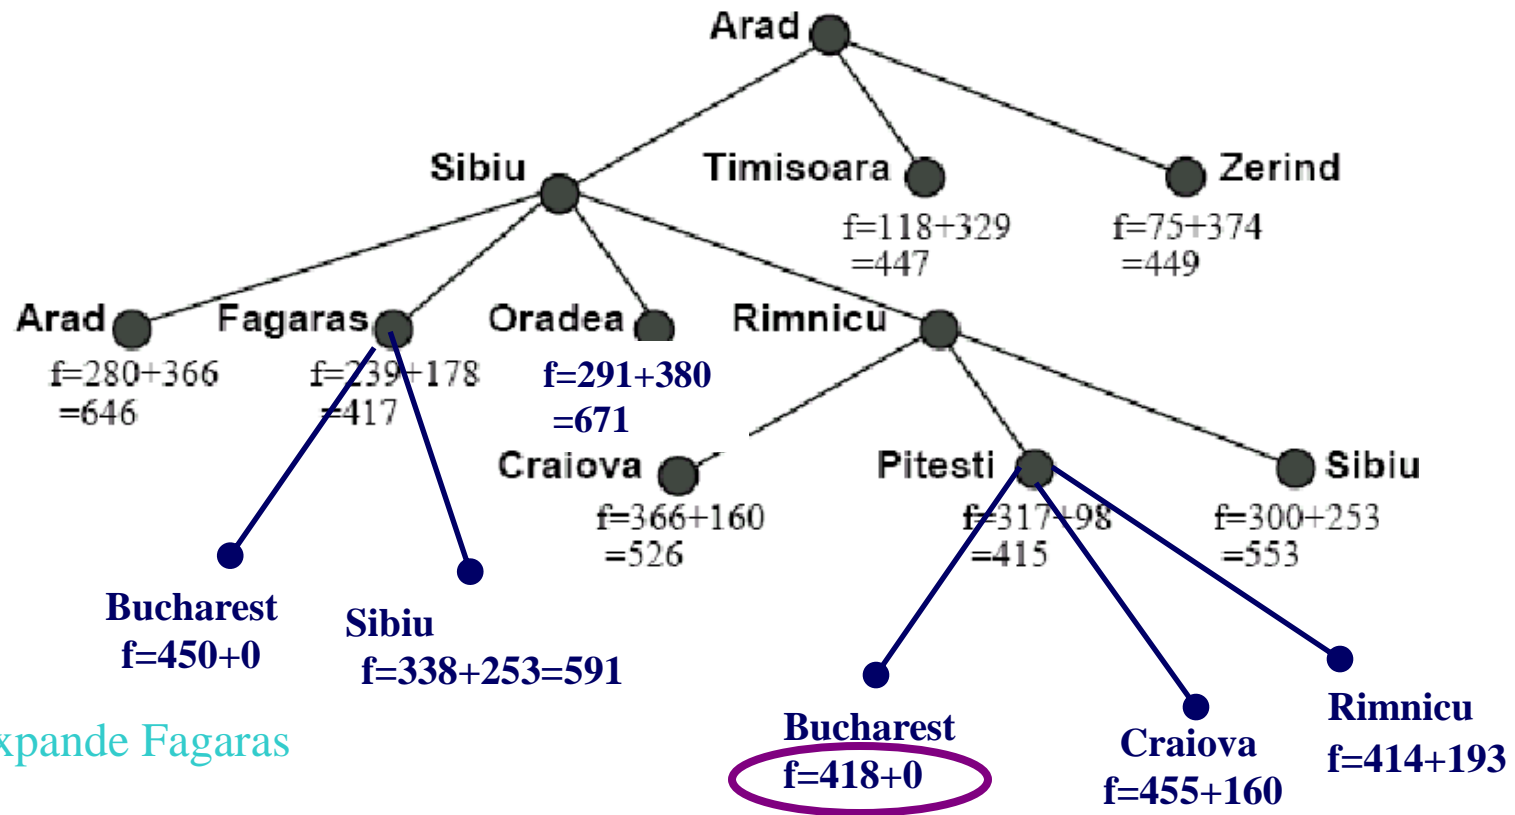 Arad
Sibiu
Timisoara
f=118+329
=447
Zerind
f=75+374
=449
Arad
f=280+366
=646
Fagaras
f=239+178
=417
Oradea
f=291+380
=671
Rimnicu
Craiova
f=366+160
=526
Pitesti
f=317+98
=415
Sibiu
f=300+253
=553
Bucharest
f=450+0
Sibiu
f=338+253=591
xpande Fagaras
Bucharest
f=418+0
Craiova
f=455+160
Rimnicu
f=414+193